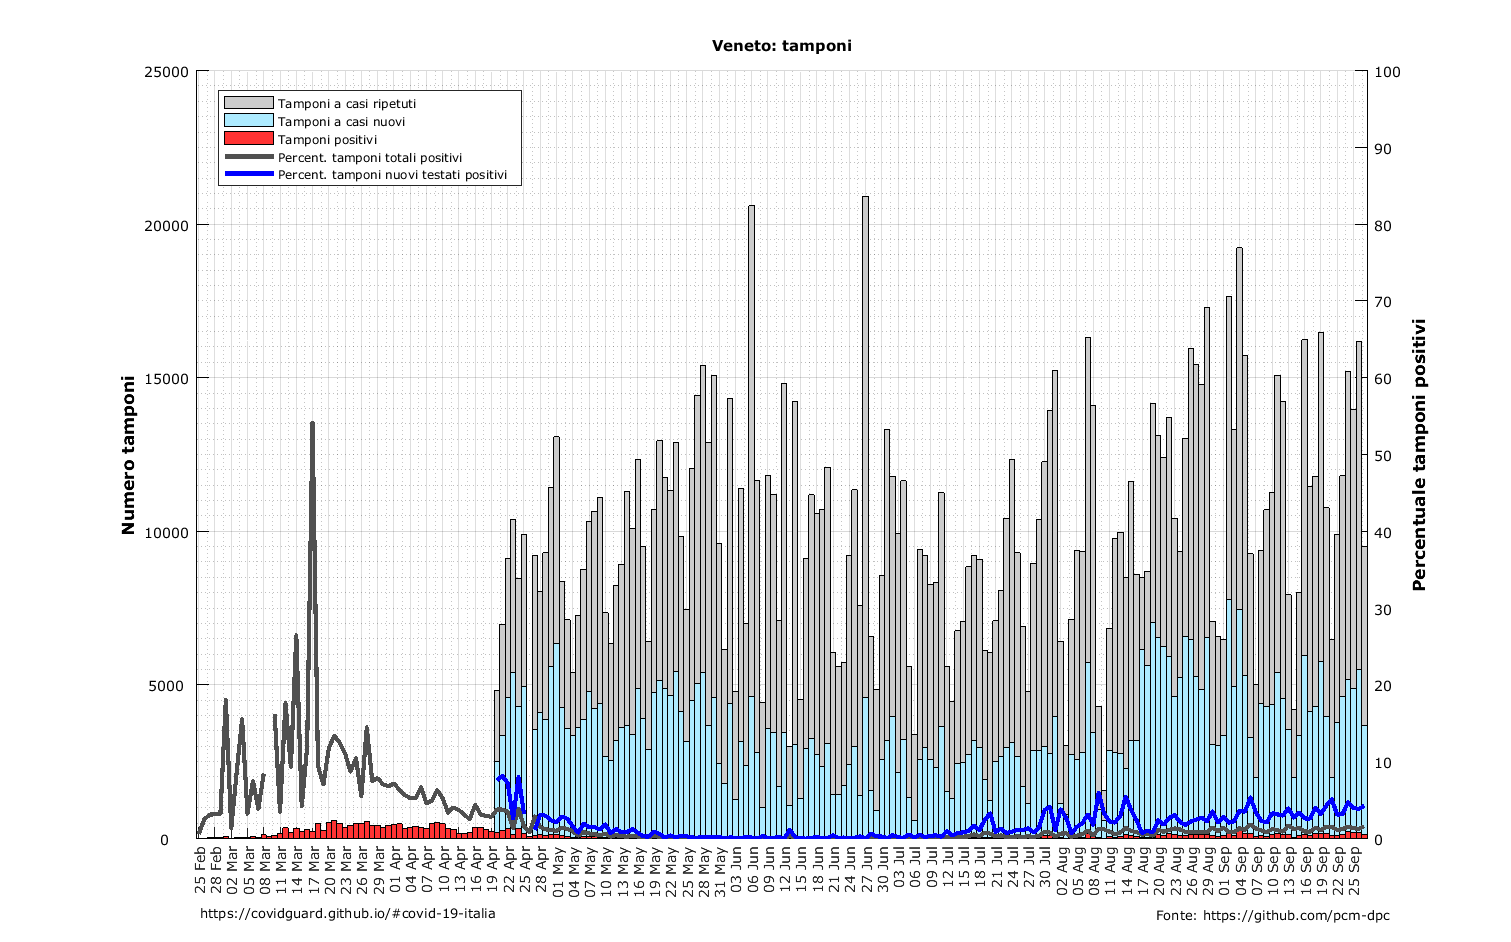 Veneto: tamponi
25000
20000
15000
10000
5000
0
Numero tamponi
Tamponi a casi ripetuti
Tamponi a casi nuovi
Tamponi positivi
Percent. tamponi totali positivi
Percent. tamponi nuovi testati positivi
100
90
80
70
60
50
40
30
20
10
0
Percentuale tamponi positivi
25 Feb
28 Feb
02 Mar
05 Mar
08 Mar
11 Mar
14 Mar
17 Mar
20 Mar
23 Mar
26 Mar
29 Mar
01 Apr
04 Apr
07 Apr
10 Apr
13 Apr
16 Apr
19 Apr
22 Apr
25 Apr
28 Apr
01 May
04 May
07 May
10 May
13 May
16 May
19 May
22 May
25 May
28 May
31 May
03 Jun
06 Jun
09 Jun
12 Jun
15 Jun
18 Jun
21 Jun
24 Jun
27 Jun
30 Jun
03 Jul
06 Jul
09 Jul
12 Jul
15 Jul
18 Jul
21 Jul
24 Jul
27 Jul
30 Jul
02 Aug
05 Aug
08 Aug
11 Aug
14 Aug
17 Aug
20 Aug
23 Aug
26 Aug
29 Aug
01 Sep
04 Sep
07 Sep
10 Sep
13 Sep
16 Sep
19 Sep
22 Sep
25 Sep
https://covidguard.github.io/#covid-19-italia
Fonte: https://github.com/pcm-dpc